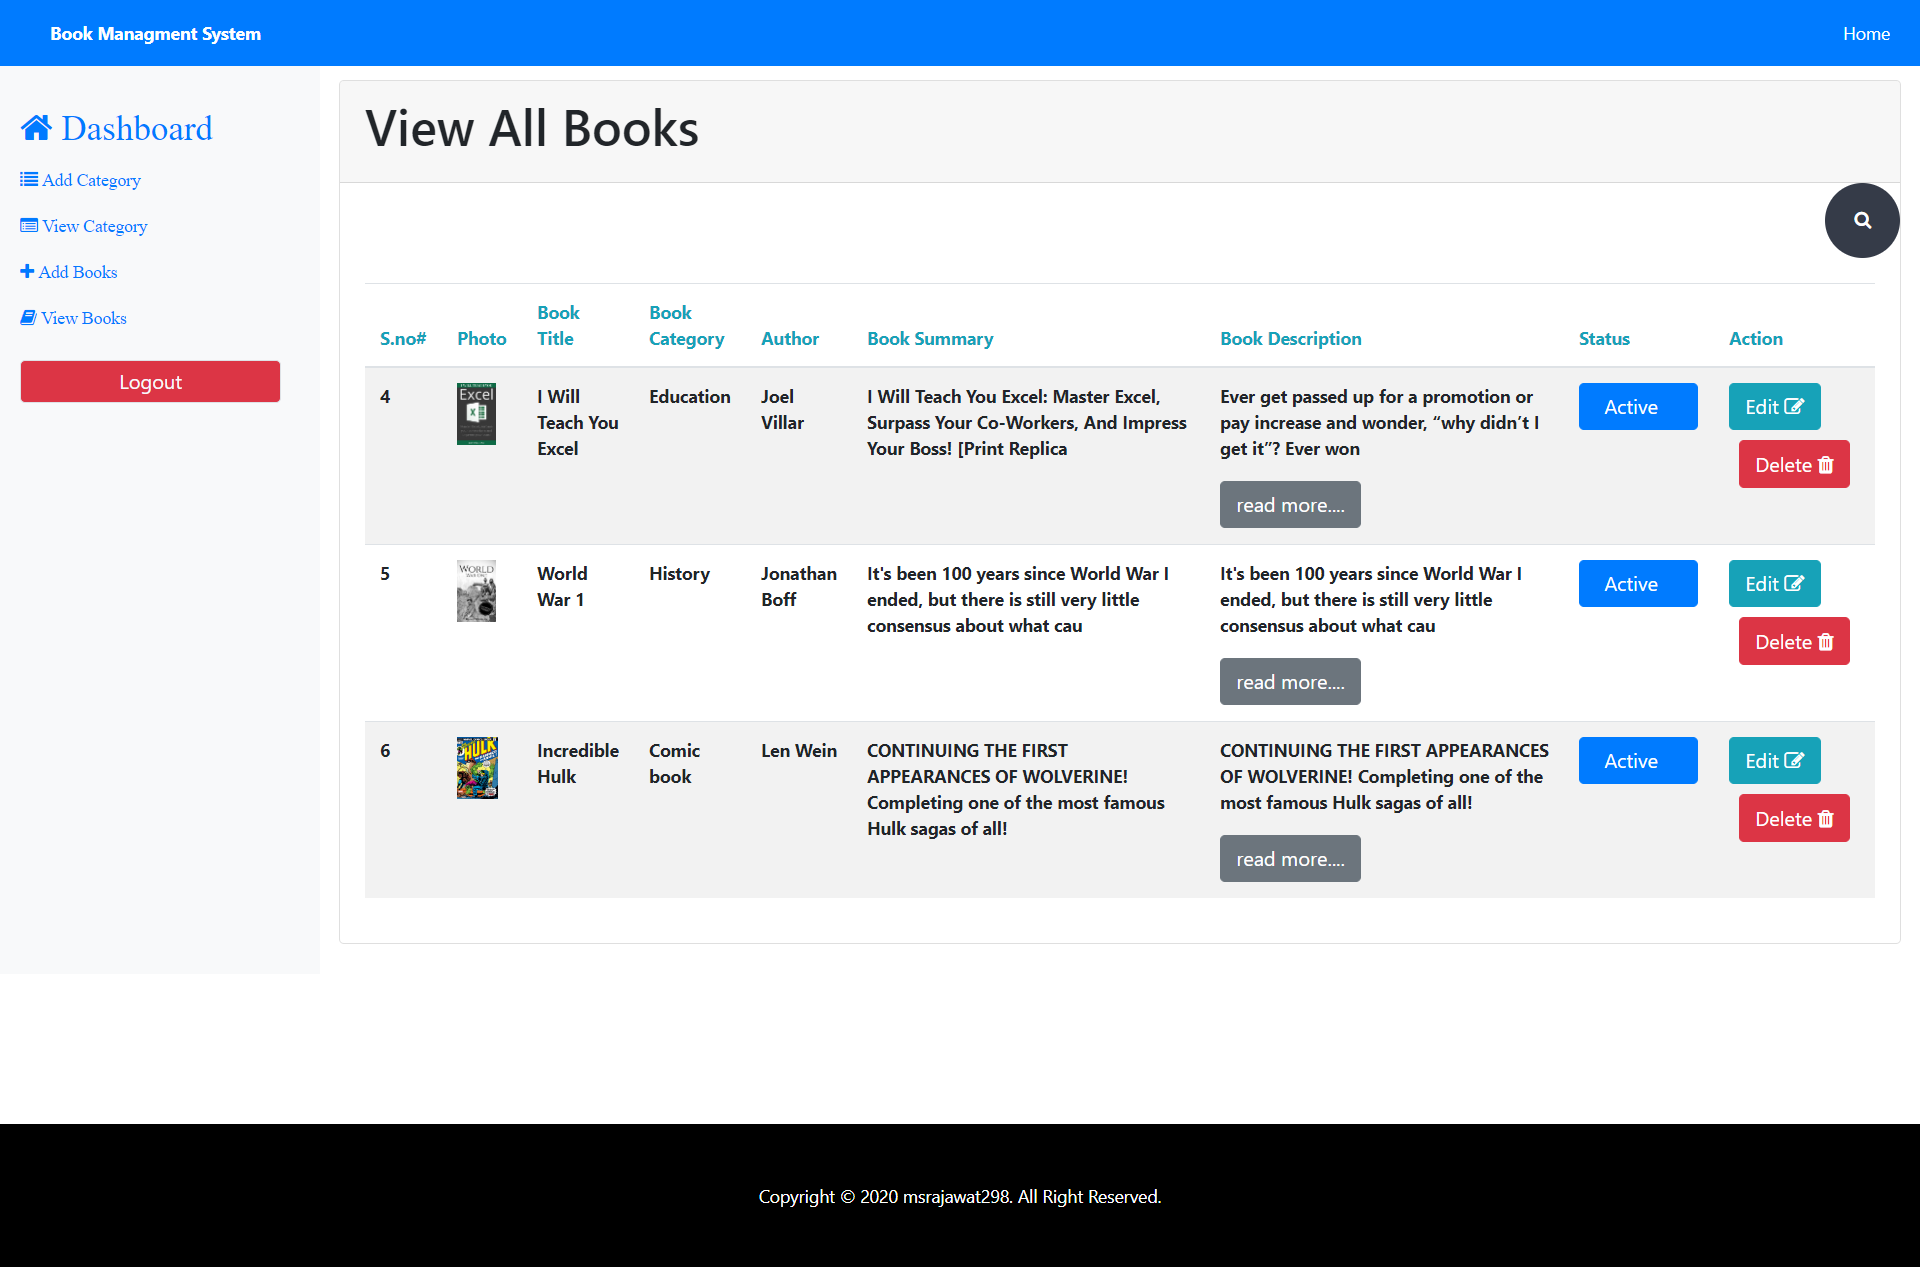 Book Managment System
Home
Dashboard
Add Category
View Category
Add Books
View Books
Logout
View All Books
S.no#
Photo
Book
Title
Book
Category
Author
Book Summary
Book Description
Status
Action
4
Excel
I Will
Teach You
Excel
Education
Joel
Villar
I Will Teach You Excel: Master Excel,
Surpass Your Co-Workers, And Impress
Your Boss! [Print Replica
Ever get passed up for a promotion or
pay increase and wonder, “why didn’t I
get it”? Ever won
read more....
Active
Edit
Delete
5
WORLD
World
War 1
History
Jonathan
Boff
It's been 100 years since World War I
ended, but there is still very little
consensus about what cau
It's been 100 years since World War I
ended, but there is still very little
consensus about what cau
read more....
Active
Edit
Delete
6
HULK
Incredible
Hulk
Comic
book
Len Wein
CONTINUING THE FIRST
APPEARANCES OF WOLVERINE!
Completing one of the most famous
Hulk sagas of all!
CONTINUING THE FIRST APPEARANCES
OF WOLVERINE! Completing one of the
most famous Hulk sagas of all!
read more....
Active
Edit
Delete
Copyright © 2020 msrajawat298. All Right Reserved.